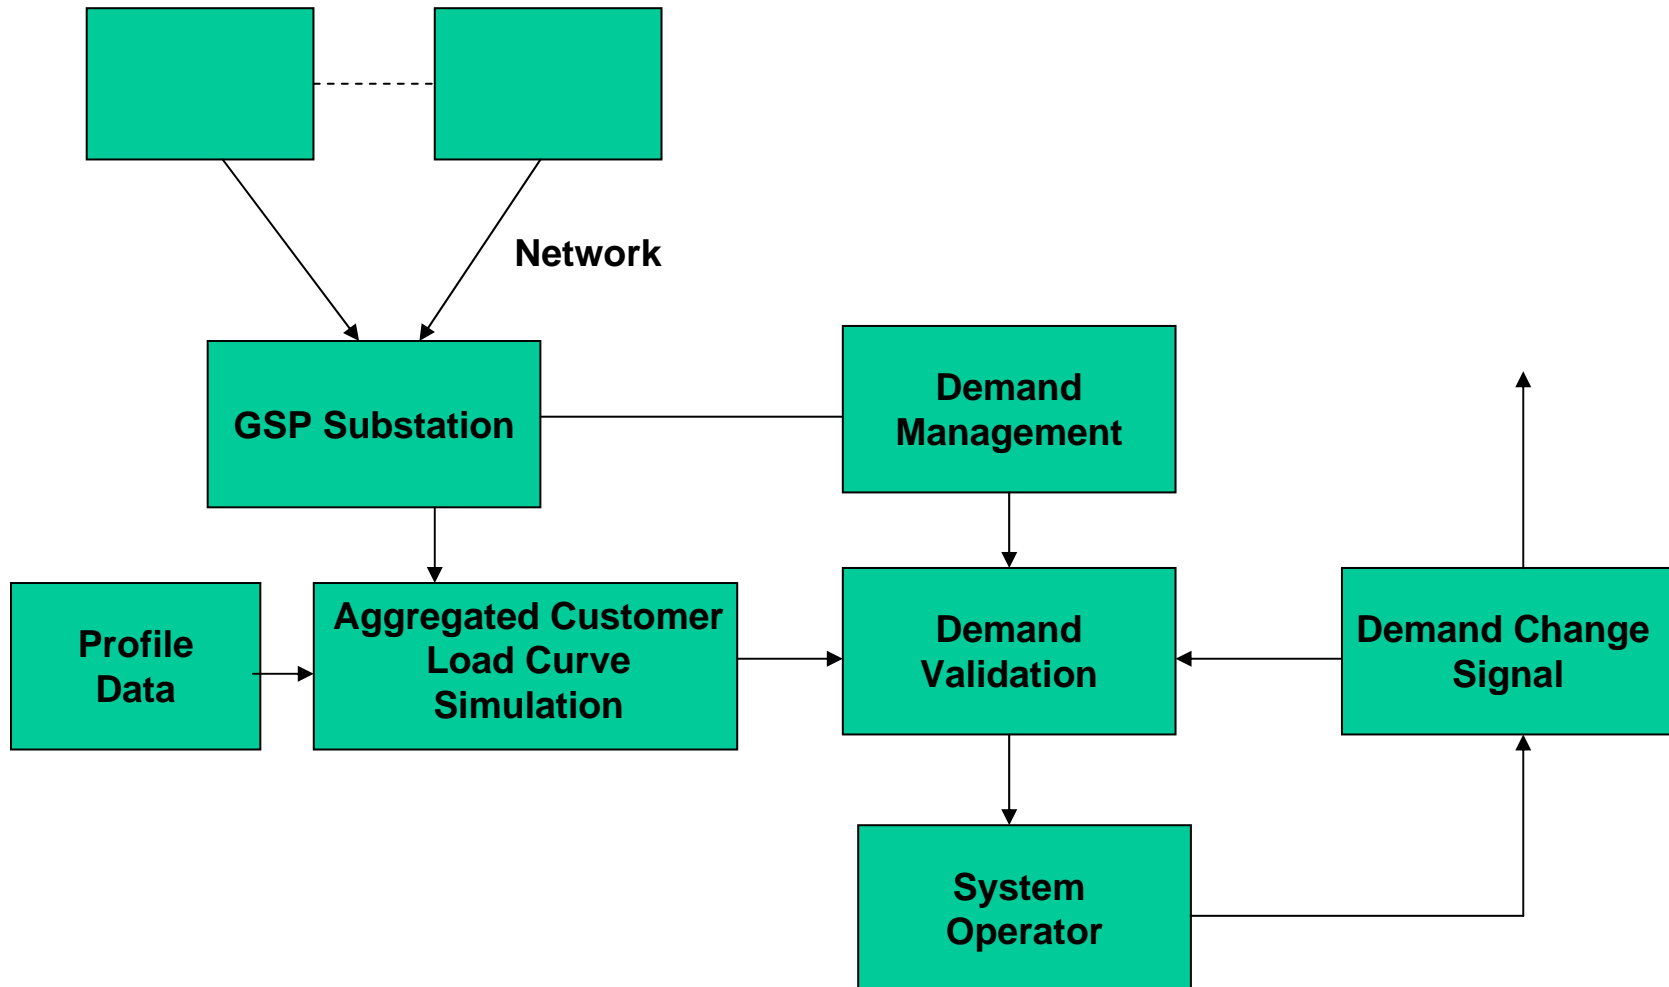 Network
GSP Substation
Demand
Management
Profile
Data
Aggregated Customer
Load Curve
Simulation
Demand
Validation
Demand Change
Signal
System
Operator